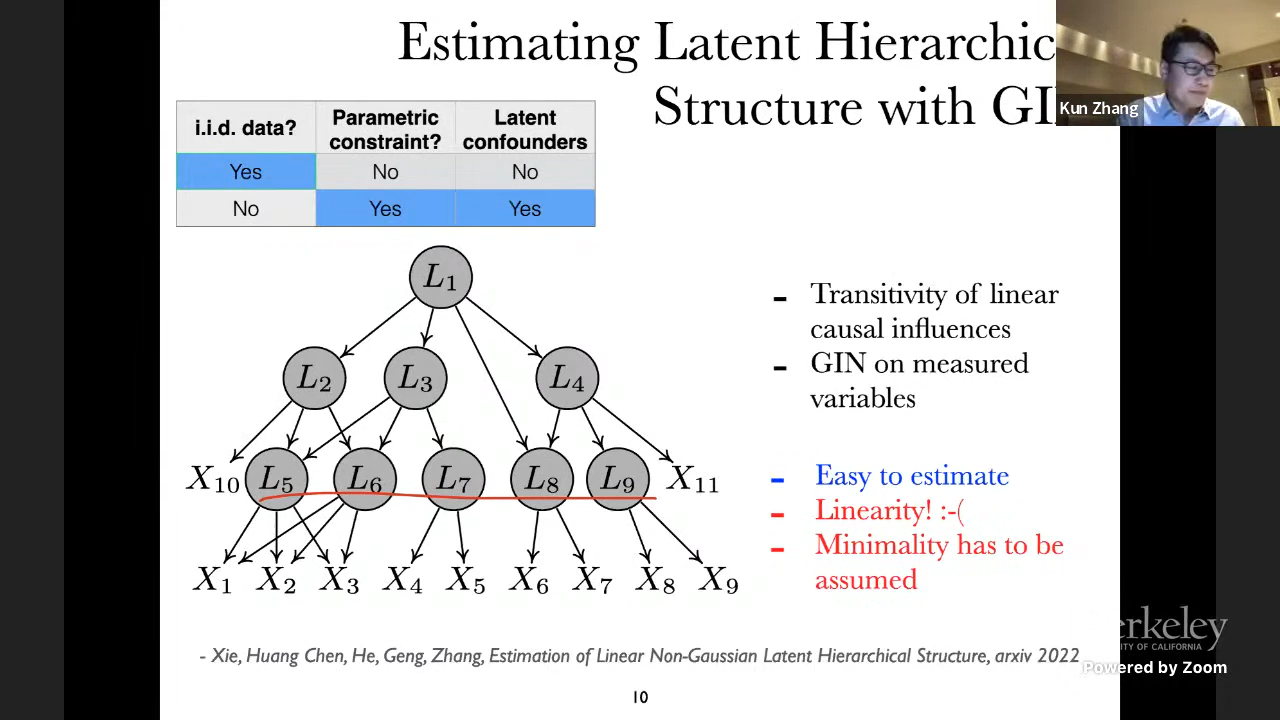 Estimating Latent Hierarchic
Structure with GI
Kun Zhang
i.i.d. data? Parametric constraint? Latent confounders
Yes No No
No Yes Yes
L1
L2 L3 L4
X10 L5 L6 L7 L8 L9 X11
X1 X2 X3 X4 X5 X6 X7 X8 X9
- Transitivity of linear
causal influences
- GIN on measured
variables
- Easy to estimate
- Linearity! :-(
- Minimality has to be
assumed
- Xie, Huang Chen, He, Geng, Zhang, Estimation of Linear Non-Gaussian Latent Hierarchical Structure, arxiv 2022
10
erkeley
ITY OF CALIFORNIA
Powered by Zoom